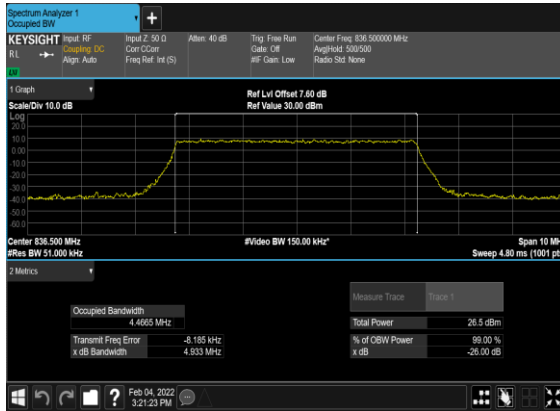 Spectrum Analyzer 1
Occupied BW
KEYSIGHT
RL
Input: RF
Coupling: DC
Align: Auto
Input Z: 50 Ω
Corr CCorr
Freq Ref: Int (S)
Atten: 40 dB
Trig: Free Run
Gate: Off
#IF Gain: Low
Center Freq: 836.500000 MHz
Avg|Hold: 500/500
Radio Std: None
1 Graph
Scale/Div 10.0 dB
Ref Lvl Offset 7.60 dB
Ref Value 30.00 dBm
Log
20.0
10.0
0.00
-10.0
-20.0
-30.0
-40.0
-50.0
-60.0
Center 836.500 MHz
#Res BW 51.000 kHz
#Video BW 150.00 kHz*
Span 10 MH
Sweep 4.80 ms (1001 pt
2 Metrics
Measure Trace
Trace 1
Occupied Bandwidth
4.4665 MHz
Total Power
26.5 dBm
Transmit Freq Error
-8.185 kHz
% of OBW Power
99.00 %
x dB Bandwidth
4.933 MHz
x dB
-26.00 dB
?
Feb 04, 2022
3:21:23 PM